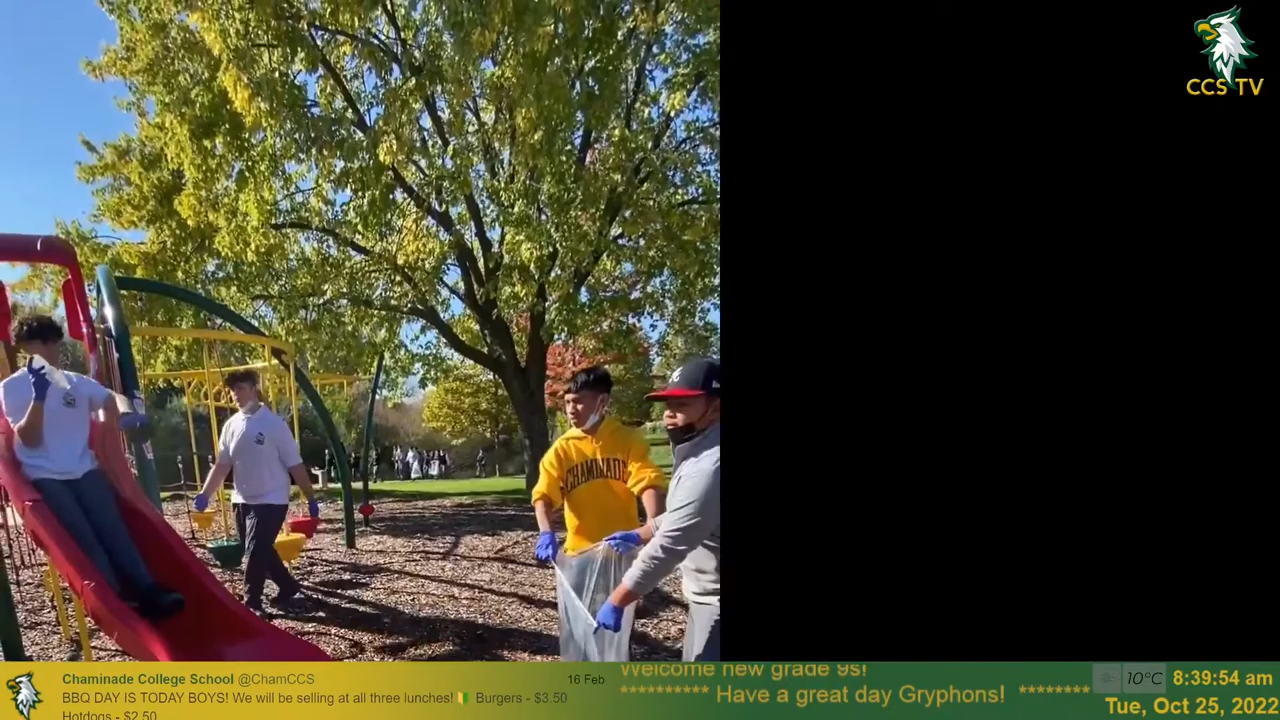 CCS TV
CHAMINADE
Chaminade College School @ChamCCS 16 Feb
BBQ DAY IS TODAY BOYS! We will be selling at all three lunches! Burgers - $3.50
Hotdogs - $2.50
Welcome new grade 9s!
********** Have a great day Gryphons! ********
10°C
8:39:54 am
Tue, Oct 25, 2022